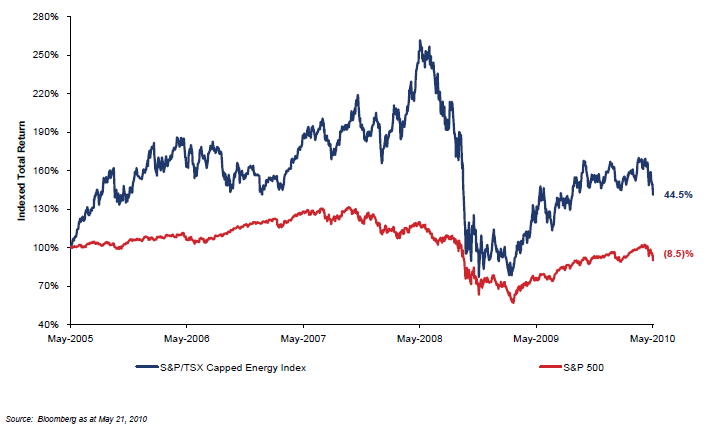 280%
250%
220%
190%
160%
130%
100%
70%
40%
Indexed Total Return
44.5%
(8.5)%
May-2005
May-2006
May-2007
May-2008
May-2009
May-2010
S&P/TSX Capped Energy Index
S&P 500
Source: Bloomberg as at May 21, 2010